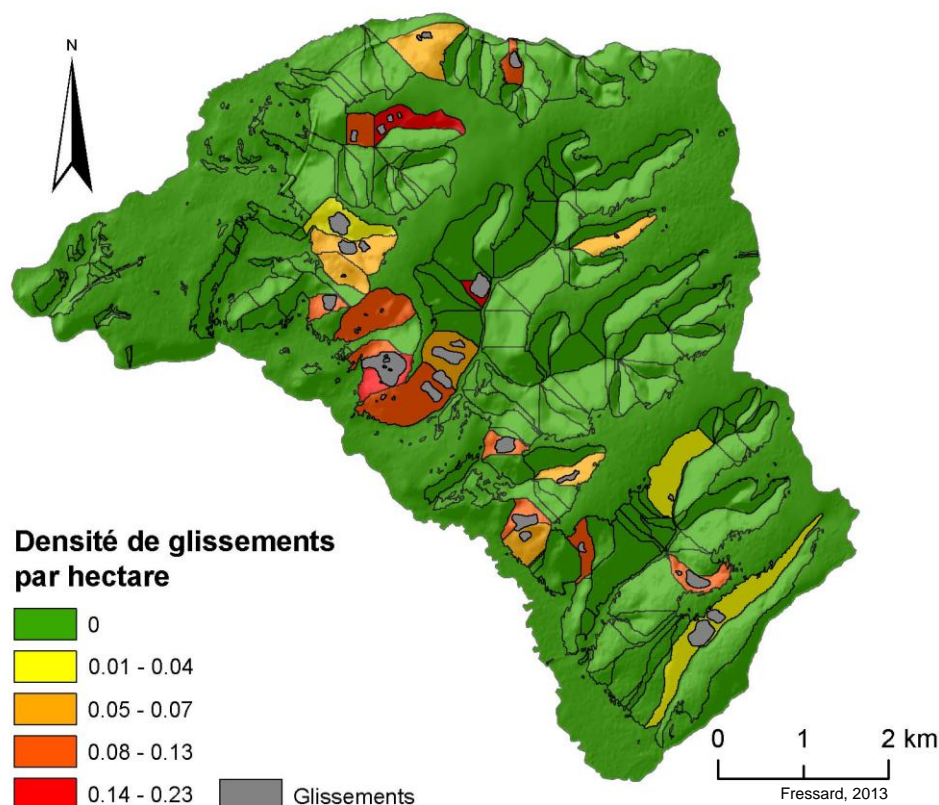 N
Densité de glissements
par hectare
0
0.01 - 0.04
0.05 - 0.07
0.08 - 0.13
0.14 - 0.23
Glissements
0 1 2 km
Fressard, 2013